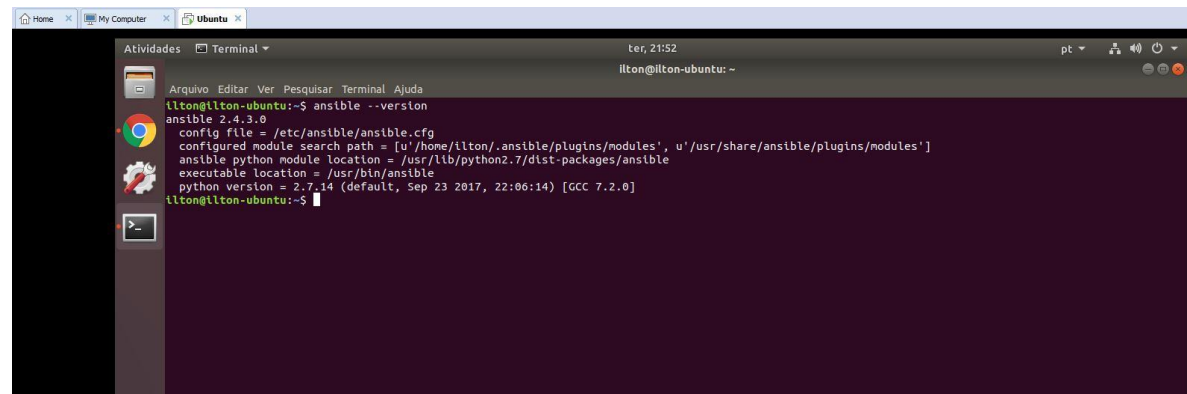 Home × My Computer × Ubuntu ×
Atividades Terminal ter, 21:52 pt
ilton@ilton-ubuntu: ~
Arquivo Editar Ver Pesquisar Terminal Ajuda
ilton@ilton-ubuntu:~$ ansible --version
ansible 2.4.3.0
config file = /etc/ansible/ansible.cfg
configured module search path = [u'/home/ilton/.ansible/plugins/modules', u'/usr/share/ansible/plugins/modules']
ansible python module location = /usr/lib/python2.7/dist-packages/ansible
executable location = /usr/bin/ansible
python version = 2.7.14 (default, Sep 23 2017, 22:06:14) [GCC 7.2.0]
ilton@ilton-ubuntu:~$